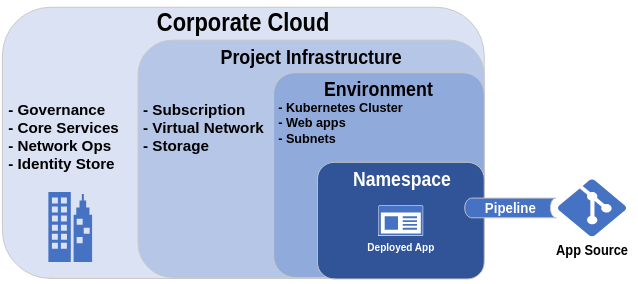 Corporate Cloud
Project Infrastructure
Environment
- Governance
- Core Services
- Network Ops
- Identity Store
- Subscription
- Virtual Network
- Storage
- Kubernetes Cluster
- Web apps
- Subnets
Namespace
Deployed App
Pipeline
App Source